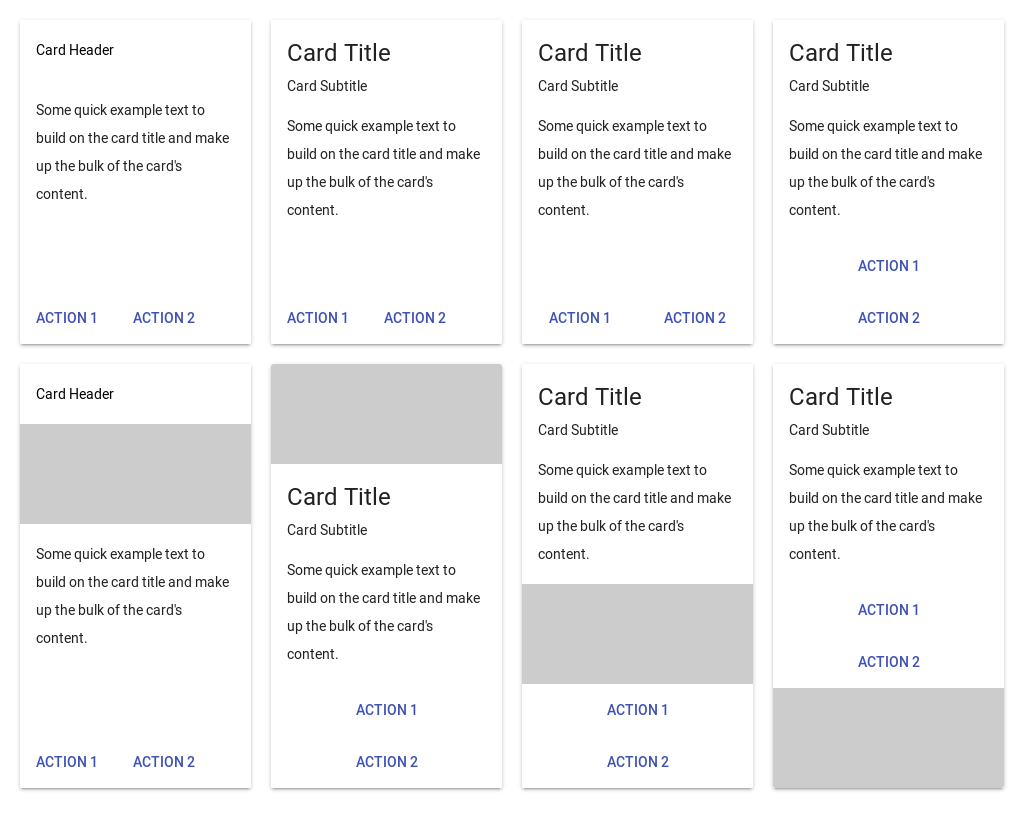 Card Header
Some quick example text to
build on the card title and make
up the bulk of the card's
content.
ACTION 1 ACTION 2
Card Title
Card Subtitle
Some quick example text to
build on the card title and make
up the bulk of the card's
content.
ACTION 1 ACTION 2
Card Title
Card Subtitle
Some quick example text to
build on the card title and make
up the bulk of the card's
content.
ACTION 1 ACTION 2
Card Title
Card Subtitle
Some quick example text to
build on the card title and make
up the bulk of the card's
content.
ACTION 1
ACTION 2
Card Header
Some quick example text to
build on the card title and make
up the bulk of the card's
content.
ACTION 1 ACTION 2
Card Title
Card Subtitle
Some quick example text to
build on the card title and make
up the bulk of the card's
content.
ACTION 1
ACTION 2
Card Title
Card Subtitle
Some quick example text to
build on the card title and make
up the bulk of the card's
content.
ACTION 1
ACTION 2
Card Title
Card Subtitle
Some quick example text to
build on the card title and make
up the bulk of the card's
content.
ACTION 1
ACTION 2